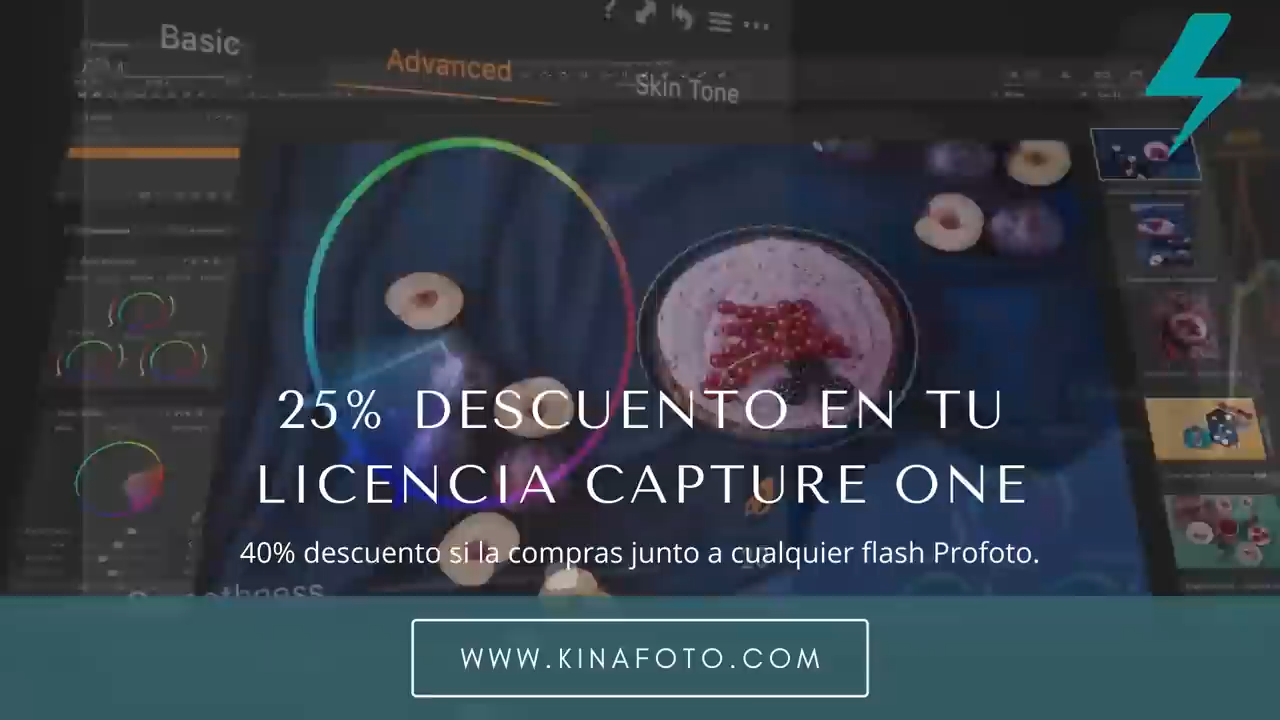 Basic
Advanced
Skin Tone
25% DESCUENTO EN TU
LICENCIA CAPTURE ONE
40% descuento si la compras junto a cualquier flash Profoto.
WWW.KINAFOTO.COM